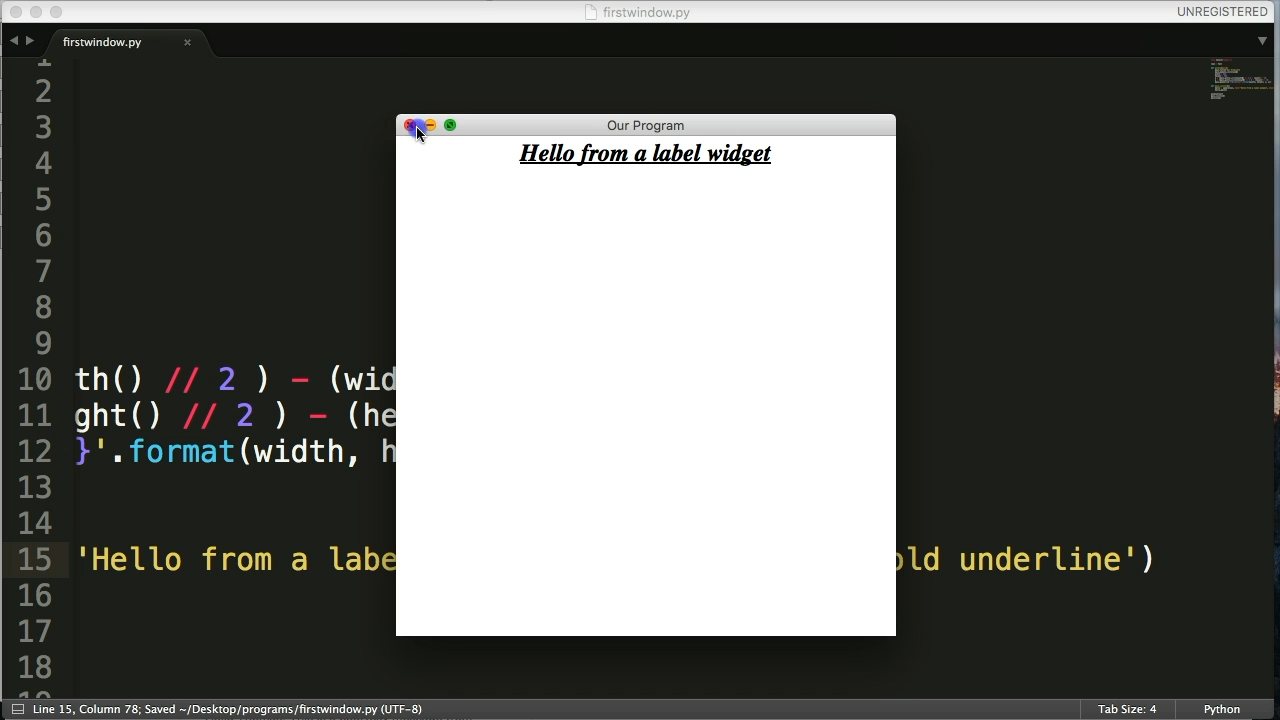 firstwindow.py
UNREGISTERED
firstwindow.py
1
2
3
4
5
6
7
8
9
10 th() // 2 ) - (wid
11 ght() // 2 ) - (he
12 }'.format(width, h
13
14
15 'Hello from a labe old underline')
16
17
18
19
Our Program
Hello from a label widget
Line 15, Column 78; Saved ~/Desktop/programs/firstwindow.py (UTF-8)
Tab Size: 4
Python